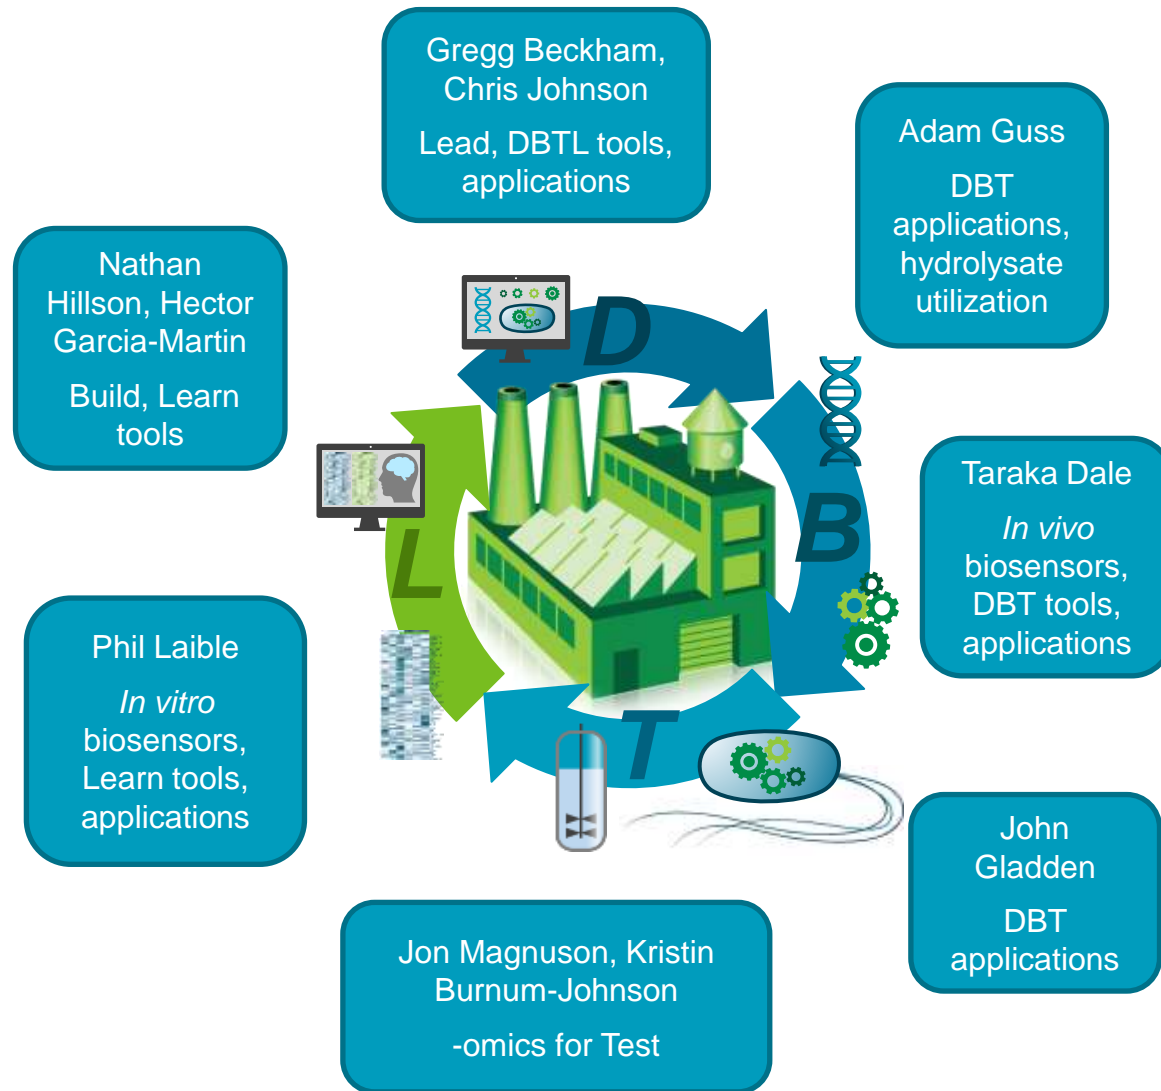 Gregg Beckham,
Chris Johnson
Lead, DBTL tools,
applications
Adam Guss
DBT
applications,
hydrolysate
utilization
Nathan
Hillson, Hector
Garcia-Martin
Build, Learn
tools
D
B
Taraka Dale
In vivo
biosensors,
DBT tools,
applications
L
Phil Laible
In vitro
biosensors,
Learn tools,
applications
T
John
Gladden
DBT
applications
Jon Magnuson, Kristin
Burnum-Johnson
-omics for Test